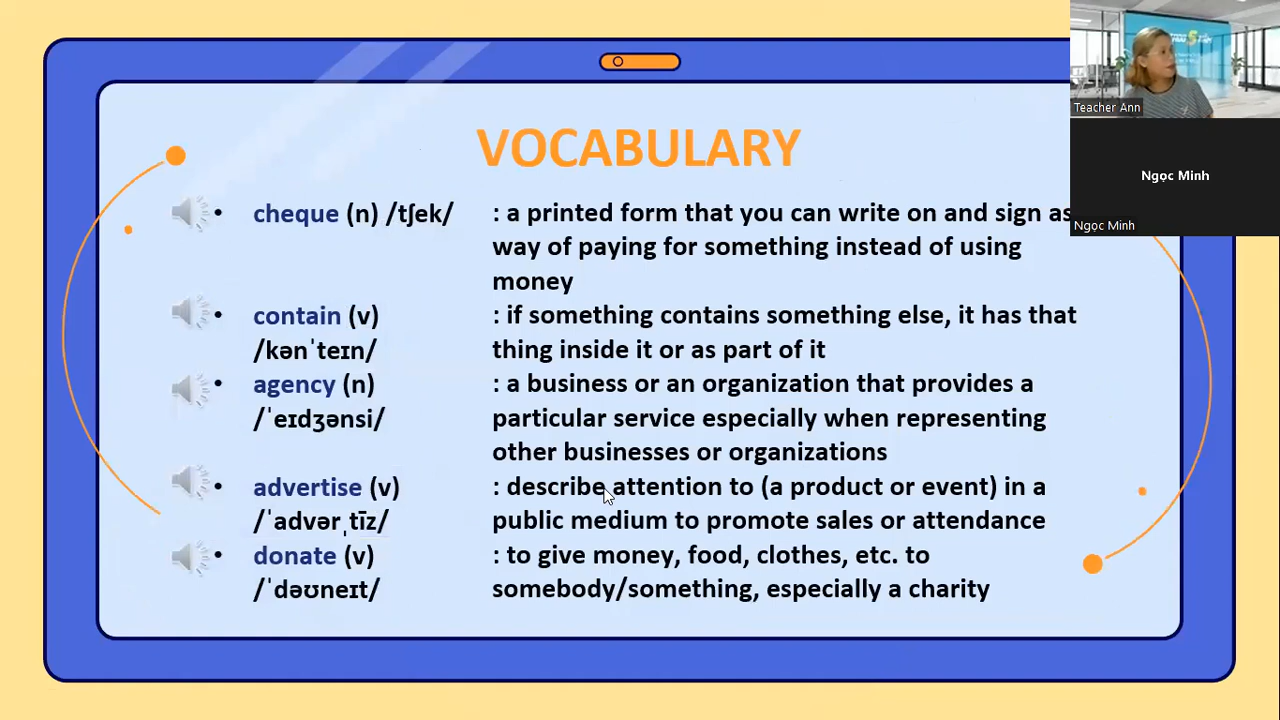 VOCABULARY
• cheque (n) /tʃek/ : a printed form that you can write on and sign as
way of paying for something instead of using
money
• contain (v) : if something contains something else, it has that
/kənˈteɪn/ thing inside it or as part of it
• agency (n) : a business or an organization that provides a
/ˈeɪdʒənsi/ particular service especially when representing
other businesses or organizations
• advertise (v) : describe attention to (a product or event) in a
/ˈadvərˌtīz/ public medium to promote sales or attendance
• donate (v) : to give money, food, clothes, etc. to
/ˈdəʊneɪt/ somebody/something, especially a charity
Teacher Ann
Ngọc Minh
Ngọc Minh